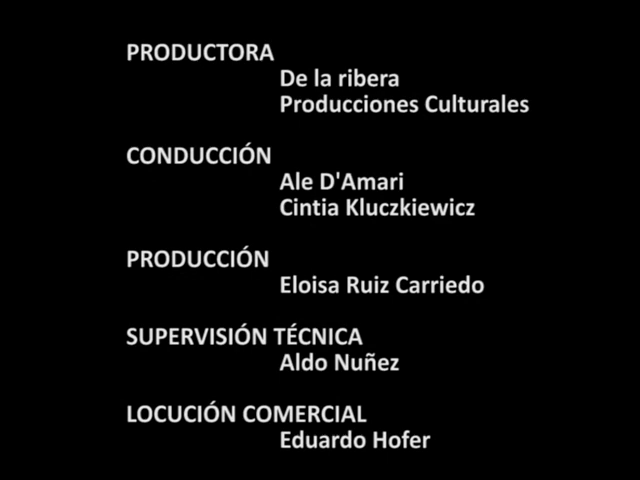 PRODUCTORA
De la ribera
Producciones Culturales
CONDUCCIÓN
Ale D'Amari
Cintia Kluczkiewicz
PRODUCCIÓN
Eloisa Ruiz Carriedo
SUPERVISIÓN TÉCNICA
Aldo Nuñez
LOCUCIÓN COMERCIAL
Eduardo Hofer